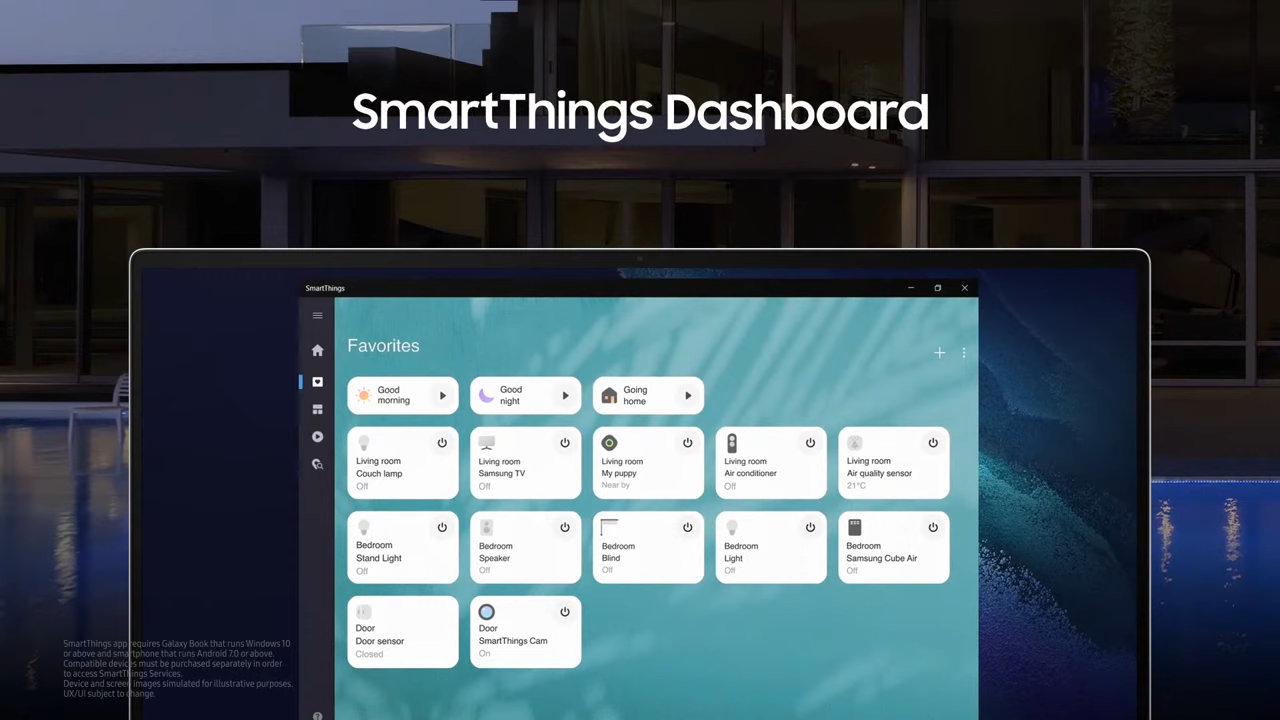 SmartThings Dashboard
SmartThings
Favorites
Good
morning
Good
night
Going
home
Living room
Couch lamp
Off
Living room
Samsung TV
Off
Living room
My puppy
Near by
Living room
Air conditioner
Off
Living room
Air quality sensor
21°C
Bedroom
Stand Light
Off
Bedroom
Speaker
Off
Bedroom
Blind
Off
Bedroom
Light
Off
Bedroom
Samsung Cube Air
Off
Door
Door sensor
Closed
Door
SmartThings Cam
On
SmartThings app requires Galaxy Book that runs Windows 10
or above and smartphone that runs Android 7.0 or above.
Compatible devices must be purchased separately in order
to access SmartThings Services.
Device and screen images simulated for illustrative purposes.
UX/UI subject to change.